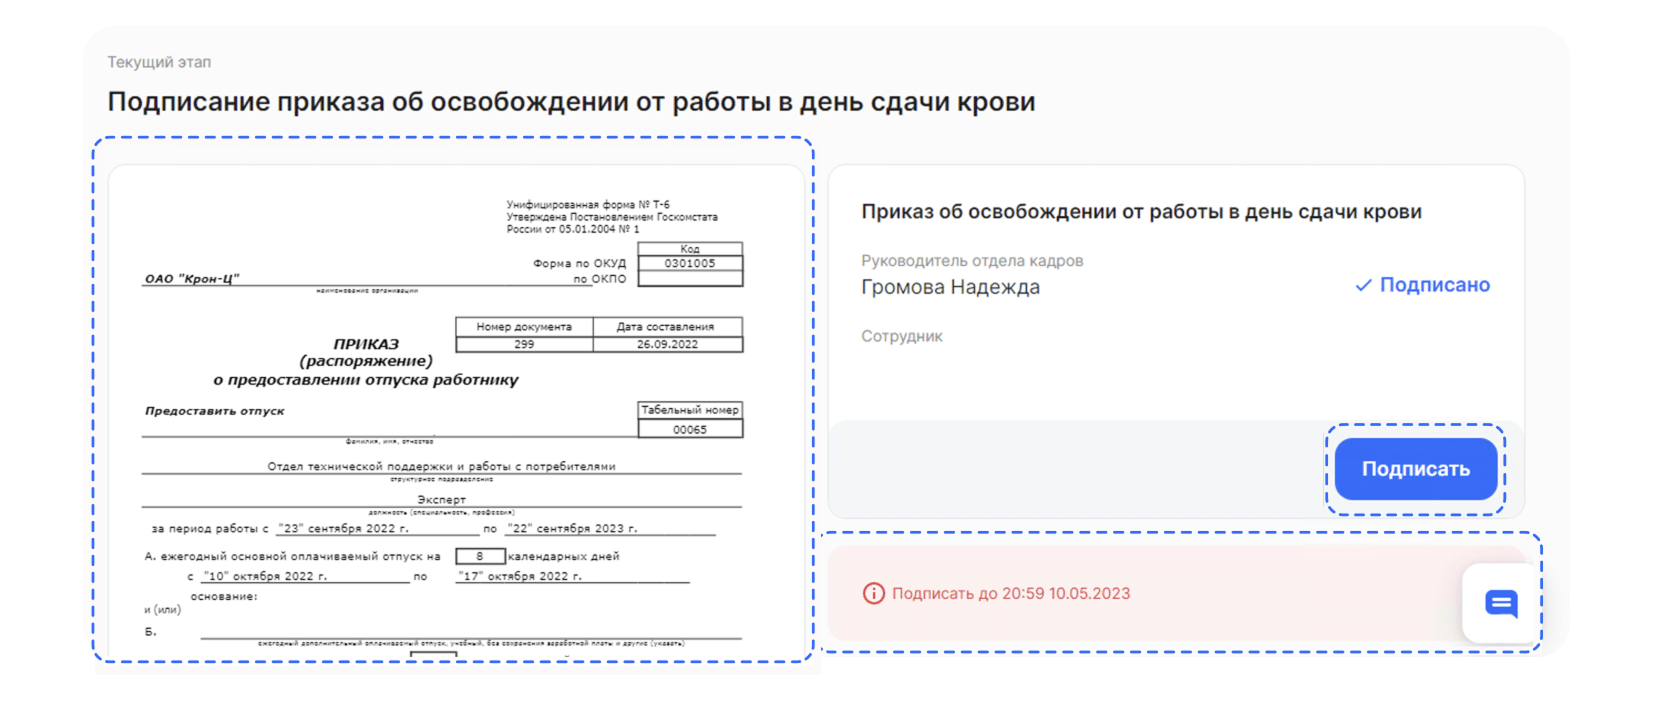 Текущий этап
Подписание приказа об освобождении от работы в день сдачи крови
Унифицированная форма № Т-6
Утверждена Постановлением Госкомстата
России от 05.01.2004 № 1
Код
Форма по ОКУД 0301005
по ОКПО
ОАО "Крон-Ц"
наименование организации
Номер документа Дата составления
299 26.09.2022
ПРИКАЗ
(распоряжение)
о предоставлении отпуска работнику
Предоставить отпуск
Табельный номер
00065
фамилия, имя, отчество
Отдел технической поддержки и работы с потребителями
структурное подразделение
Эксперт
должность (специальность, профессия)
за период работы с "23" сентября 2022 г. по "22" сентября 2023 г.
А. ежегодный основной оплачиваемый отпуск на 8 календарных дней
с "10" октября 2022 г. по "17" октября 2022 г.
основание:
и (или)
Б.
ежегодный дополнительный оплачиваемый отпуск, учебный, без сохранения заработной платы и другие (указать)
Приказ об освобождении от работы в день сдачи крови
Руководитель отдела кадров
Громова Надежда
Подписано
Сотрудник
Подписать
Подписать до 20:59 10.05.2023